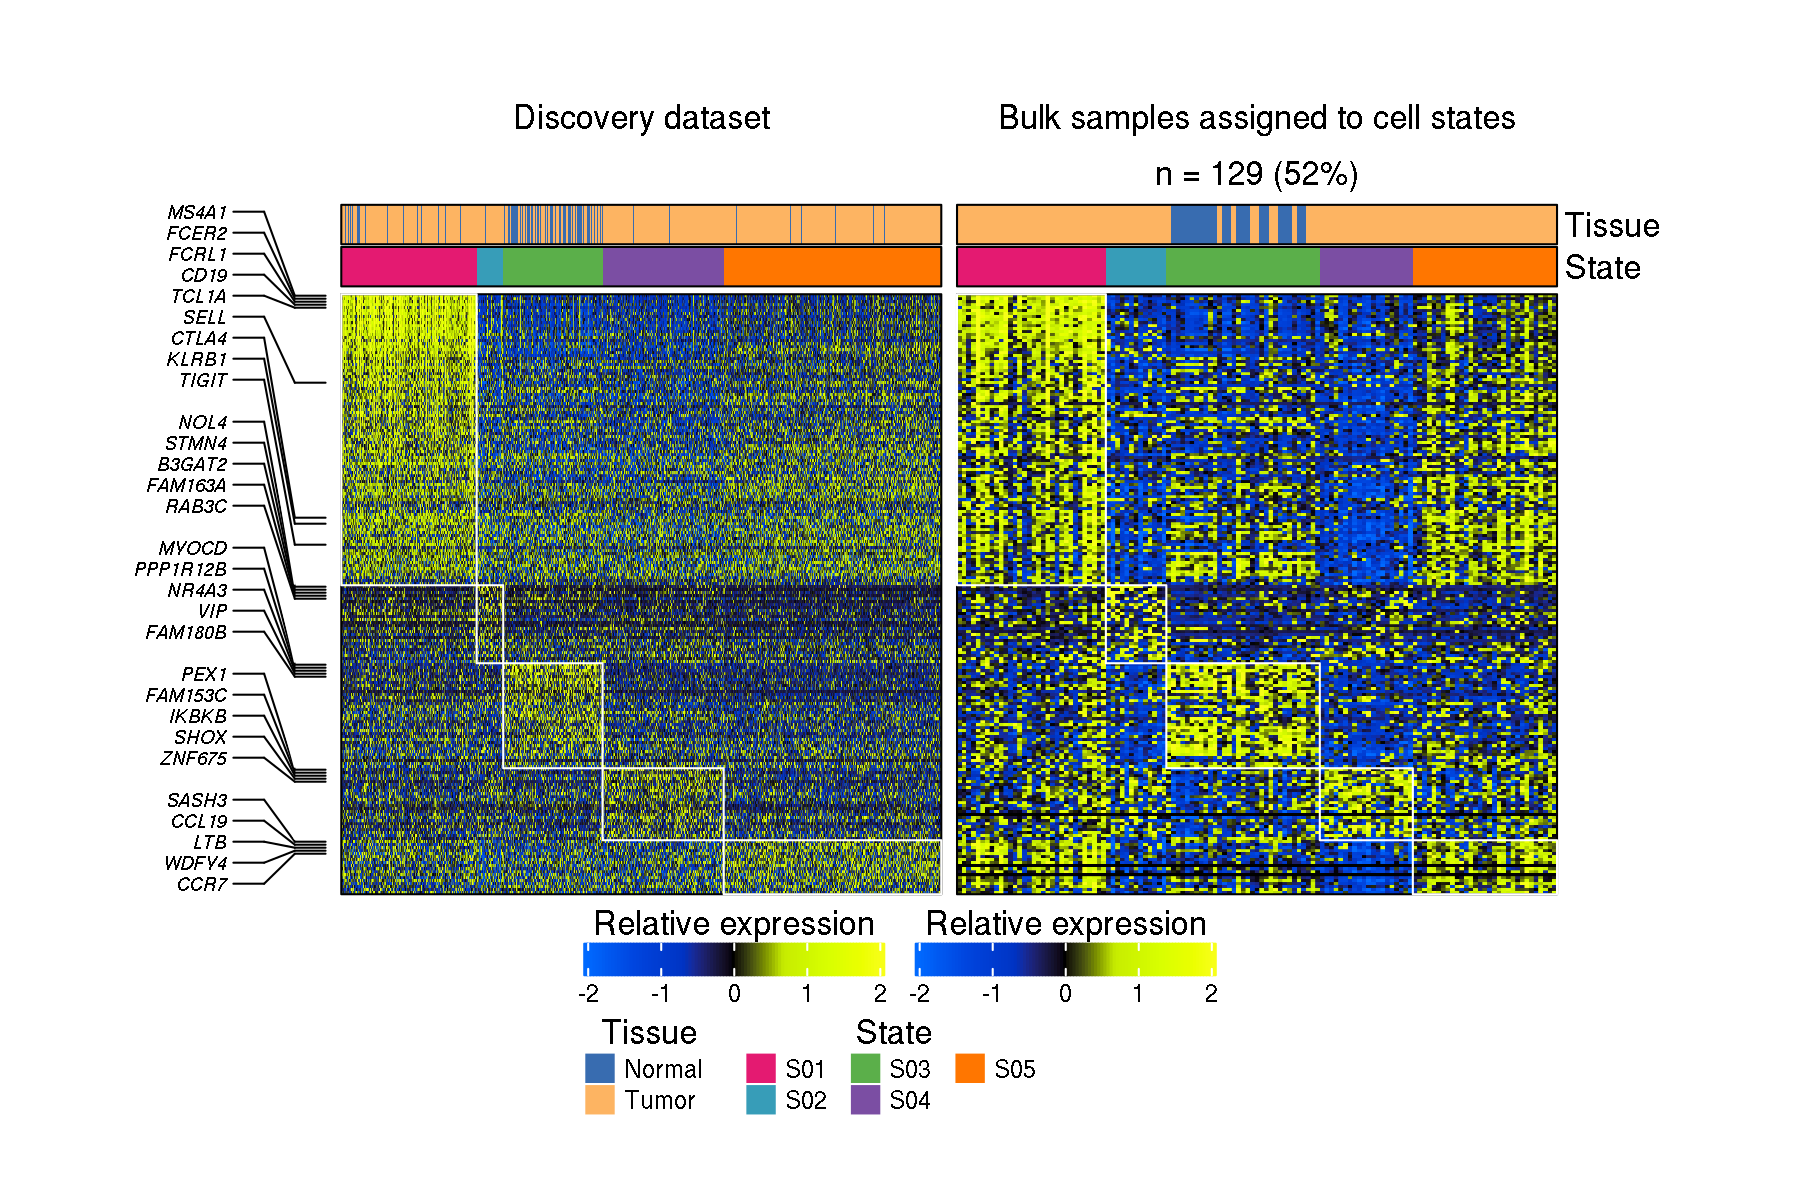 Discovery dataset
Bulk samples assigned to cell states
n = 129 (52%)
Tissue
State
MS4A1
FCER2
FCRL1
CD19
TCL1A
SELL
CTLA4
KLRB1
TIGIT
NOL4
STMN4
B3GAT2
FAM163A
RAB3C
MYOCD
PPP1R12B
NR4A3
VIP
FAM180B
PEX1
FAM153C
IKBKB
SHOX
ZNF675
SASH3
CCL19
LTB
WDFY4
CCR7
Relative expression Relative expression
-2 -1 0 1 2 -2 -1 0 1 2
Tissue State
Normal S01 S03 S05
Tumor S02 S04